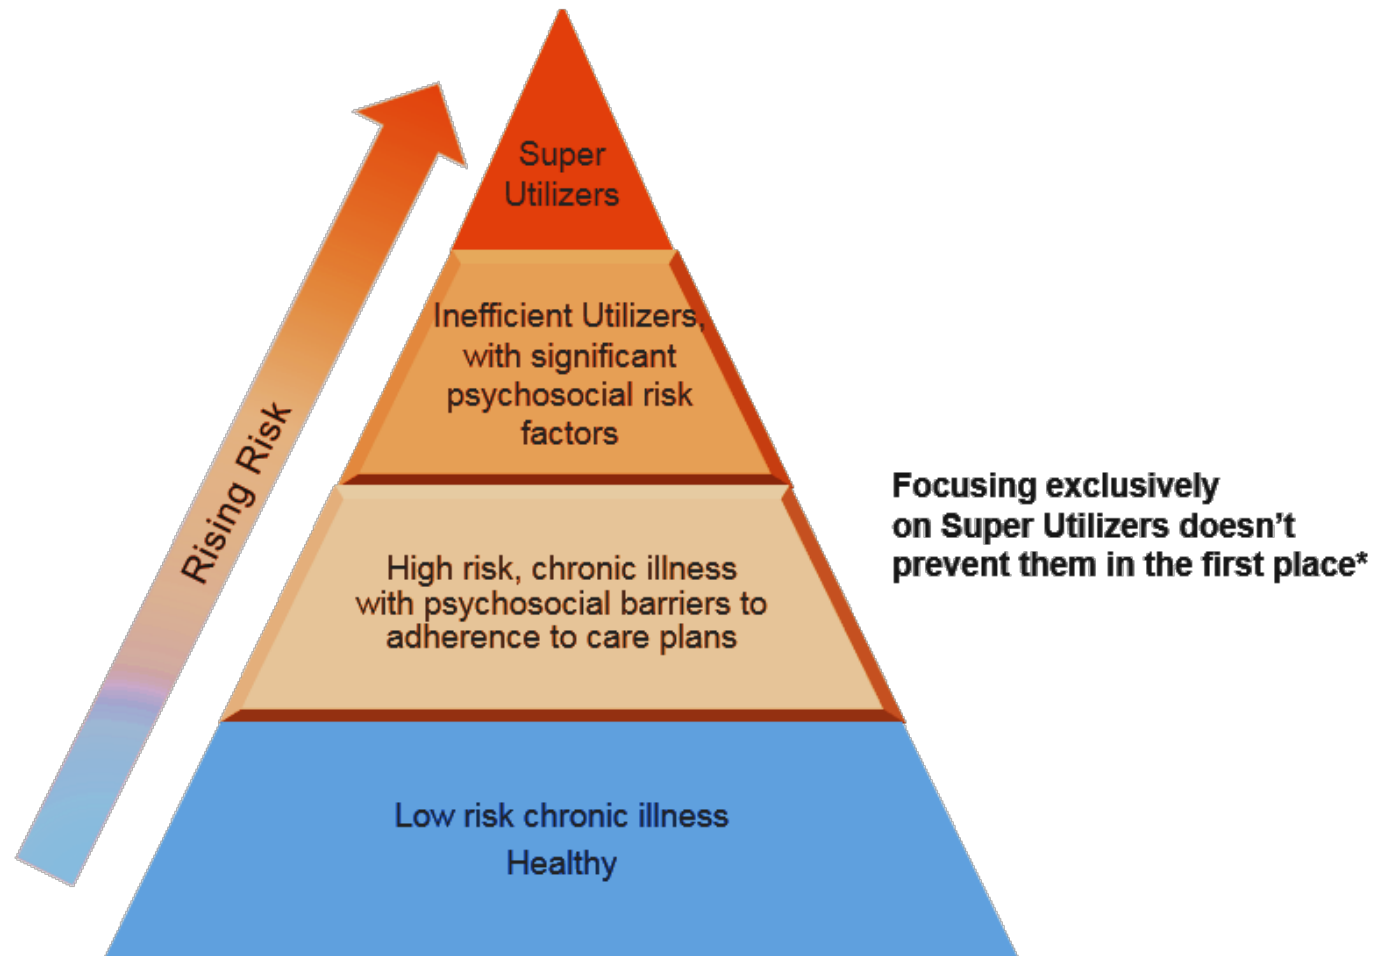 Super
Utilizers
Inefficient Utilizers,
with significant
psychosocial risk
factors
Rising Risk
High risk, chronic illness
with psychosocial barriers to
adherence to care plans
Focusing exclusively
on Super Utilizers doesn’t
prevent them in the first place*
Low risk chronic illness
Healthy